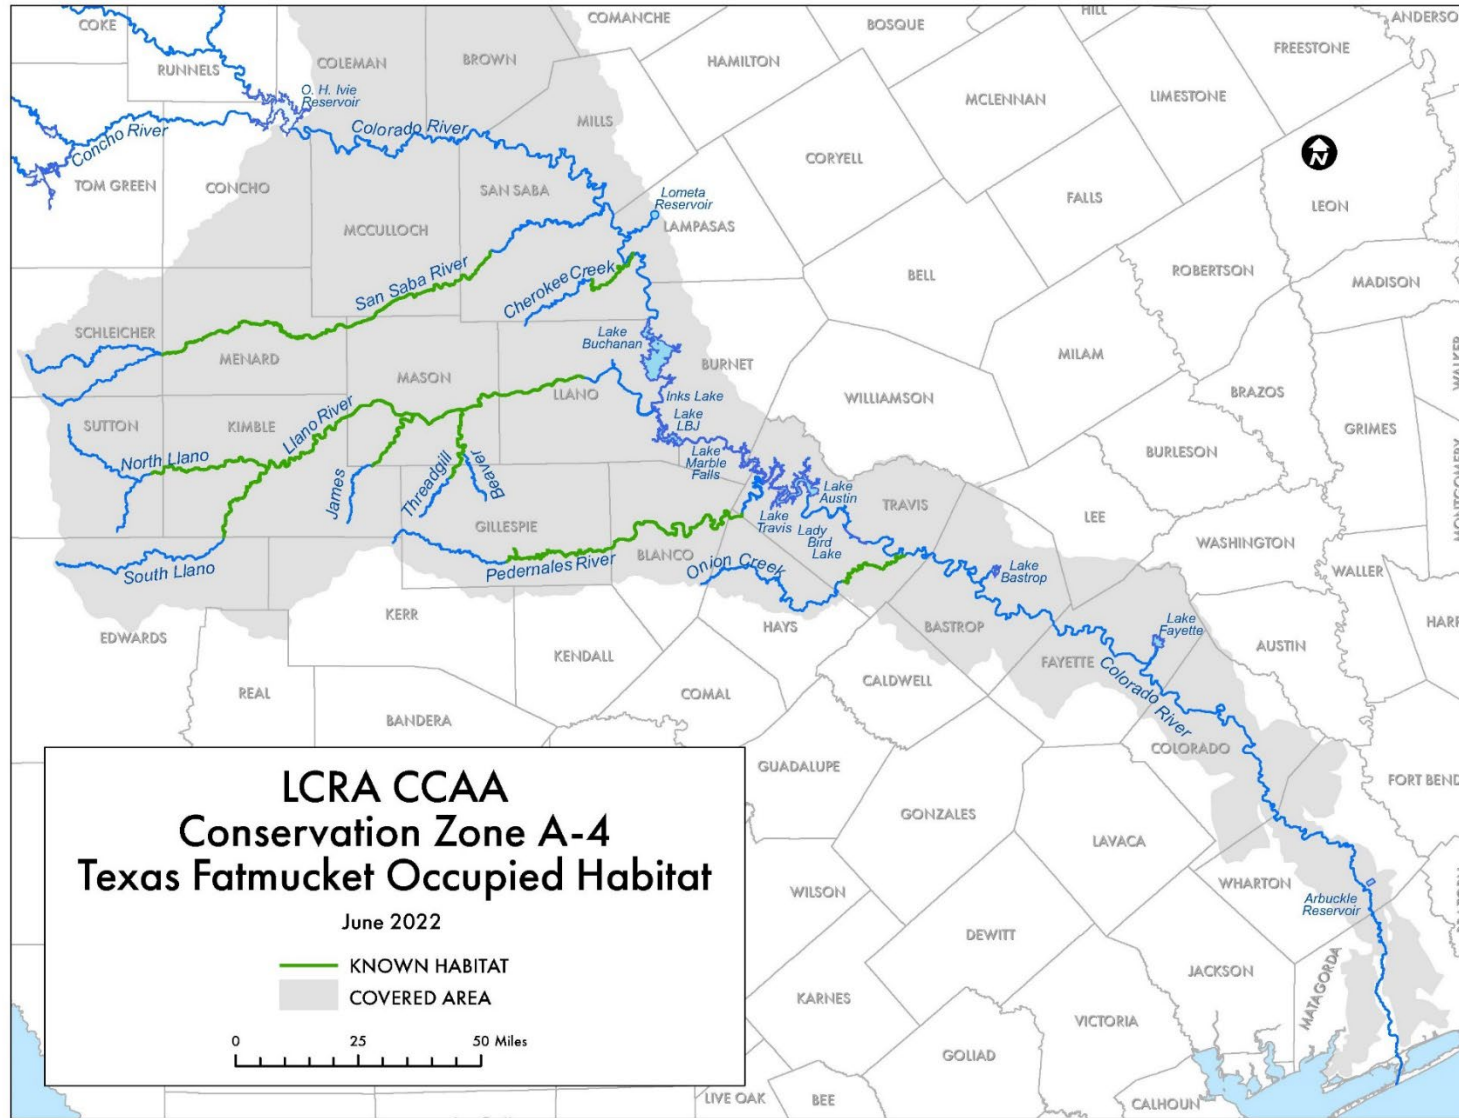 COKE
COMANCHE
BOSQUE
HILL
ANDERSO
RUNNELS
COLEMAN
BROWN
HAMILTON
FREESTONE
O. H. Ivie
Reservoir
MCLENNAN
LIMESTONE
Concho River
Colorado River
MILLS
CORYELL
N
TOM GREEN
CONCHO
SAN SABA
Lometa
Reservoir
FALLS
LEON
MCCULLOCH
LAMPASAS
San Saba River
Cherokee Creek
BELL
ROBERTSON
MADISON
SCHLEICHER
MENARD
Lake
Buchanan
BURNET
MILAM
WALKER
MASON
LLANO
Inks Lake
WILLIAMSON
BRAZOS
SUTTON
KIMBLE
Llano River
Lake
LBJ
GRIMES
North Llano
James
Threadgill
Beaver
Lake
Marble
Falls
BURLESON
MONTGOMERY
GILLESPIE
Lake
Austin
TRAVIS
Lake
Travis
Lady
Bird
Lake
LEE
WASHINGTON
South Llano
Pedernales River
BLANCO
Onion Creek
Lake
Bastrop
WALLER
EDWARDS
KERR
HAYS
BASTROP
Lake
Fayette
HARR
KENDALL
FAYETTE
AUSTIN
REAL
BANDERA
COMAL
CALDWELL
Colorado River
COLORADO
GUADALUPE
FORT BEND
GONZALES
LAVACA
WILSON
WHARTON
Arbuckle
Reservoir
DEWITT
JACKSON
MATAGORDA
KARNES
VICTORIA
GOLIAD
LIVE OAK
BEE
CALHOUN
LCRA CCAA
Conservation Zone A-4
Texas Fatmucket Occupied Habitat
June 2022
KNOWN HABITAT
COVERED AREA
0 25 50 Miles